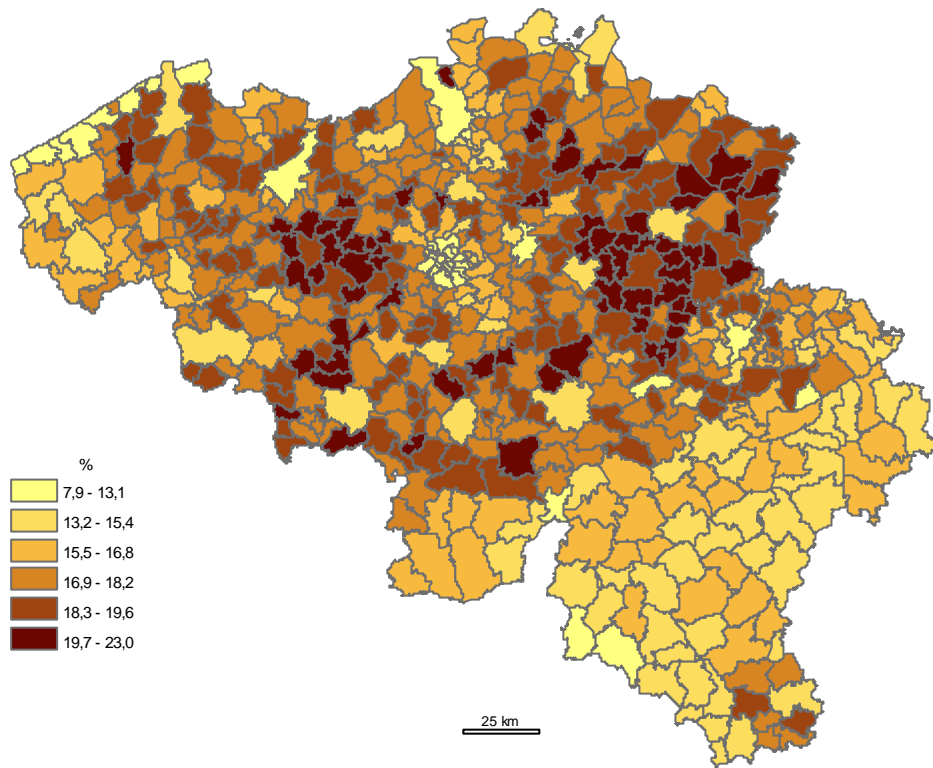 %
7,9 - 13,1
13,2 - 15,4
15,5 - 16,8
16,9 - 18,2
18,3 - 19,6
19,7 - 23,0
25 km